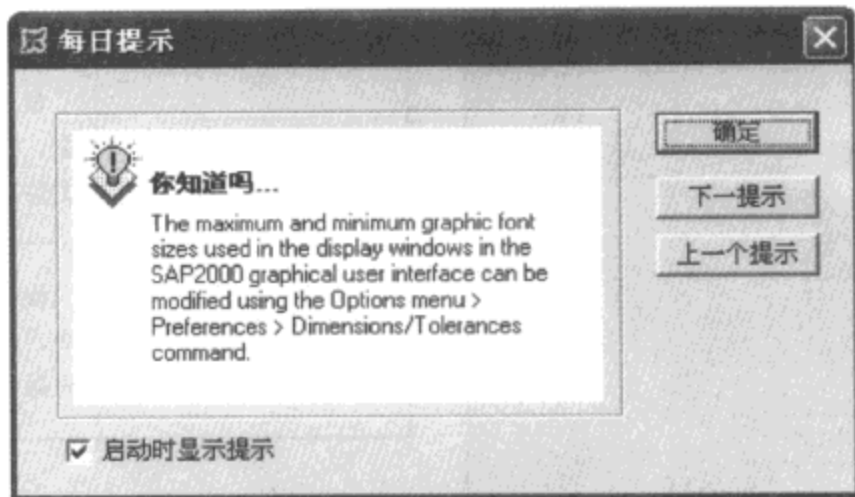 每日提示
你知道吗...
The maximum and minimum graphic font
sizes used in the display windows in the
SAP2000 graphical user interface can be
modified using the Options menu >
Preferences > Dimensions/Tolerances
command.
确定
下一提示
上一个提示
启动时显示提示